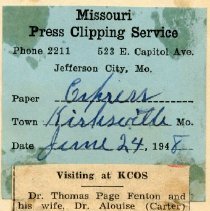 Missouri
Press Clipping Service
Phone 2211 523 E. Capitol Ave.
Jefferson City, Mo.
Paper Express
Town Kirksville Mo.
Date June 24, 1948
Visiting at KCOS
Dr. Thomas Page Fenton and
his wife, Dr. Alouise (Carter)